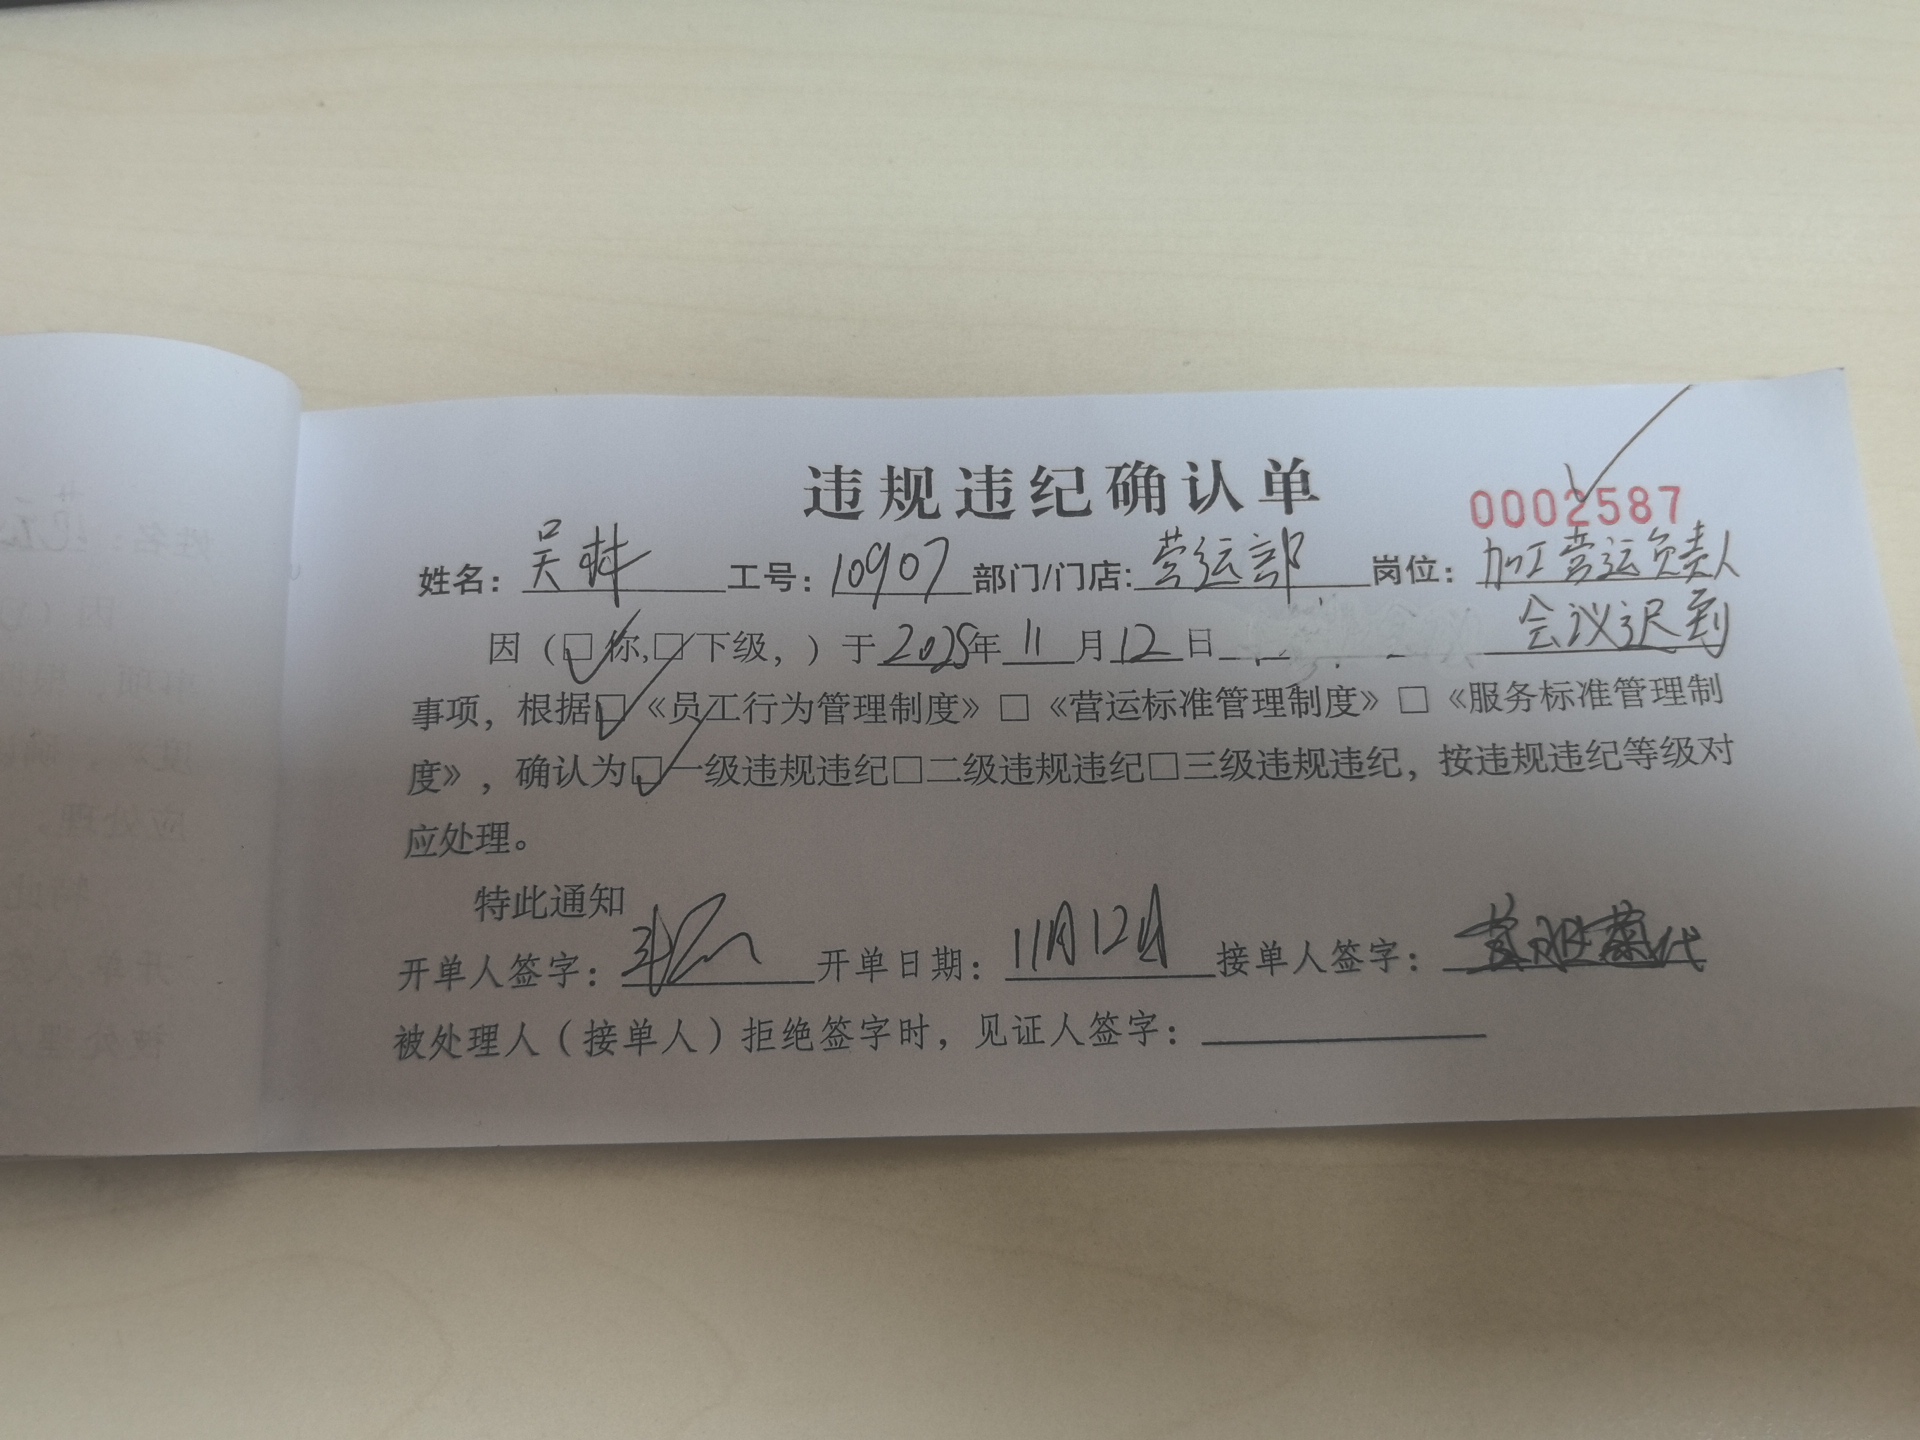 违规违纪确认单
0002587
姓名：吴林 工号：10907 部门/门店：营运部 岗位：加工营运负责人
因（☑你,□下级，）于2025年11月12日 会议迟到
事项，根据☑《员工行为管理制度》□《营运标准管理制度》□《服务标准管理制
度》，确认为☑一级违规违纪□二级违规违纪□三级违规违纪，按违规违纪等级对
应处理。
特此通知
开单人签字： 开单日期：11月12日 接单人签字： 代
被处理人（接单人）拒绝签字时，见证人签字：